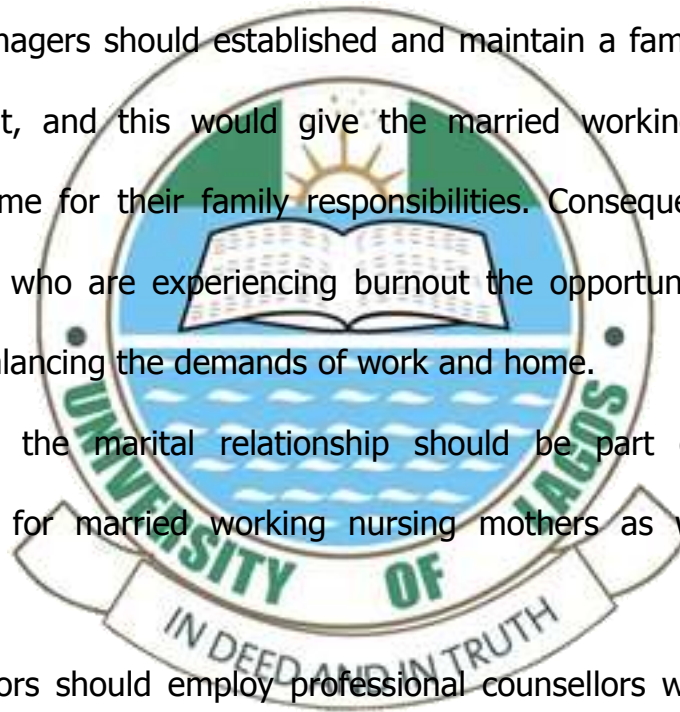 nagers should established and maintain a fam
t, and this would give the married workin
me for their family responsibilities. Conseque
who are experiencing burnout the opportun
alancing the demands of work and home.
the marital relationship should be part
for married working nursing mothers as w
ors should employ professional counsellors w
UNIVERSITY OF LAGOS
IN DEED AND IN TRUTH